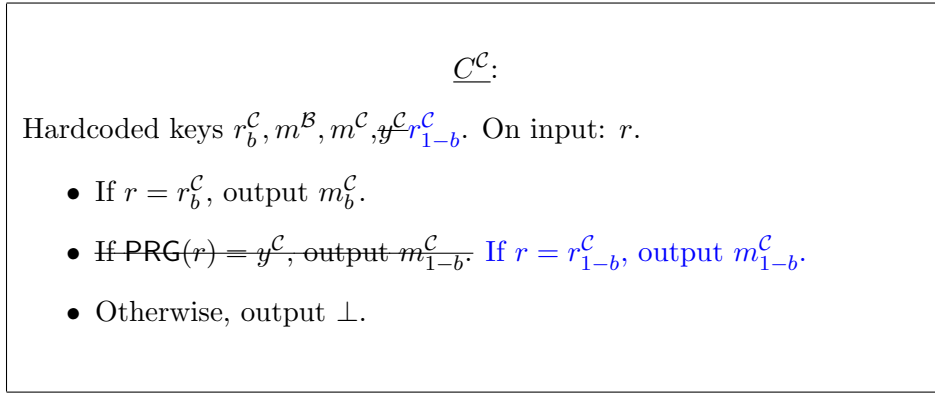 C^𝒞:
Hardcoded keys r_b^𝒞, m^ℬ, m^𝒞, ~~y^𝒞~~ r_{1−b}^𝒞. On input: r.
• If r = r_b^𝒞, output m_b^𝒞.
• ~~If PRG(r) = y^𝒞, output m_{1−b}^𝒞.~~ If r = r_{1−b}^𝒞, output m_{1−b}^𝒞.
• Otherwise, output ⊥.